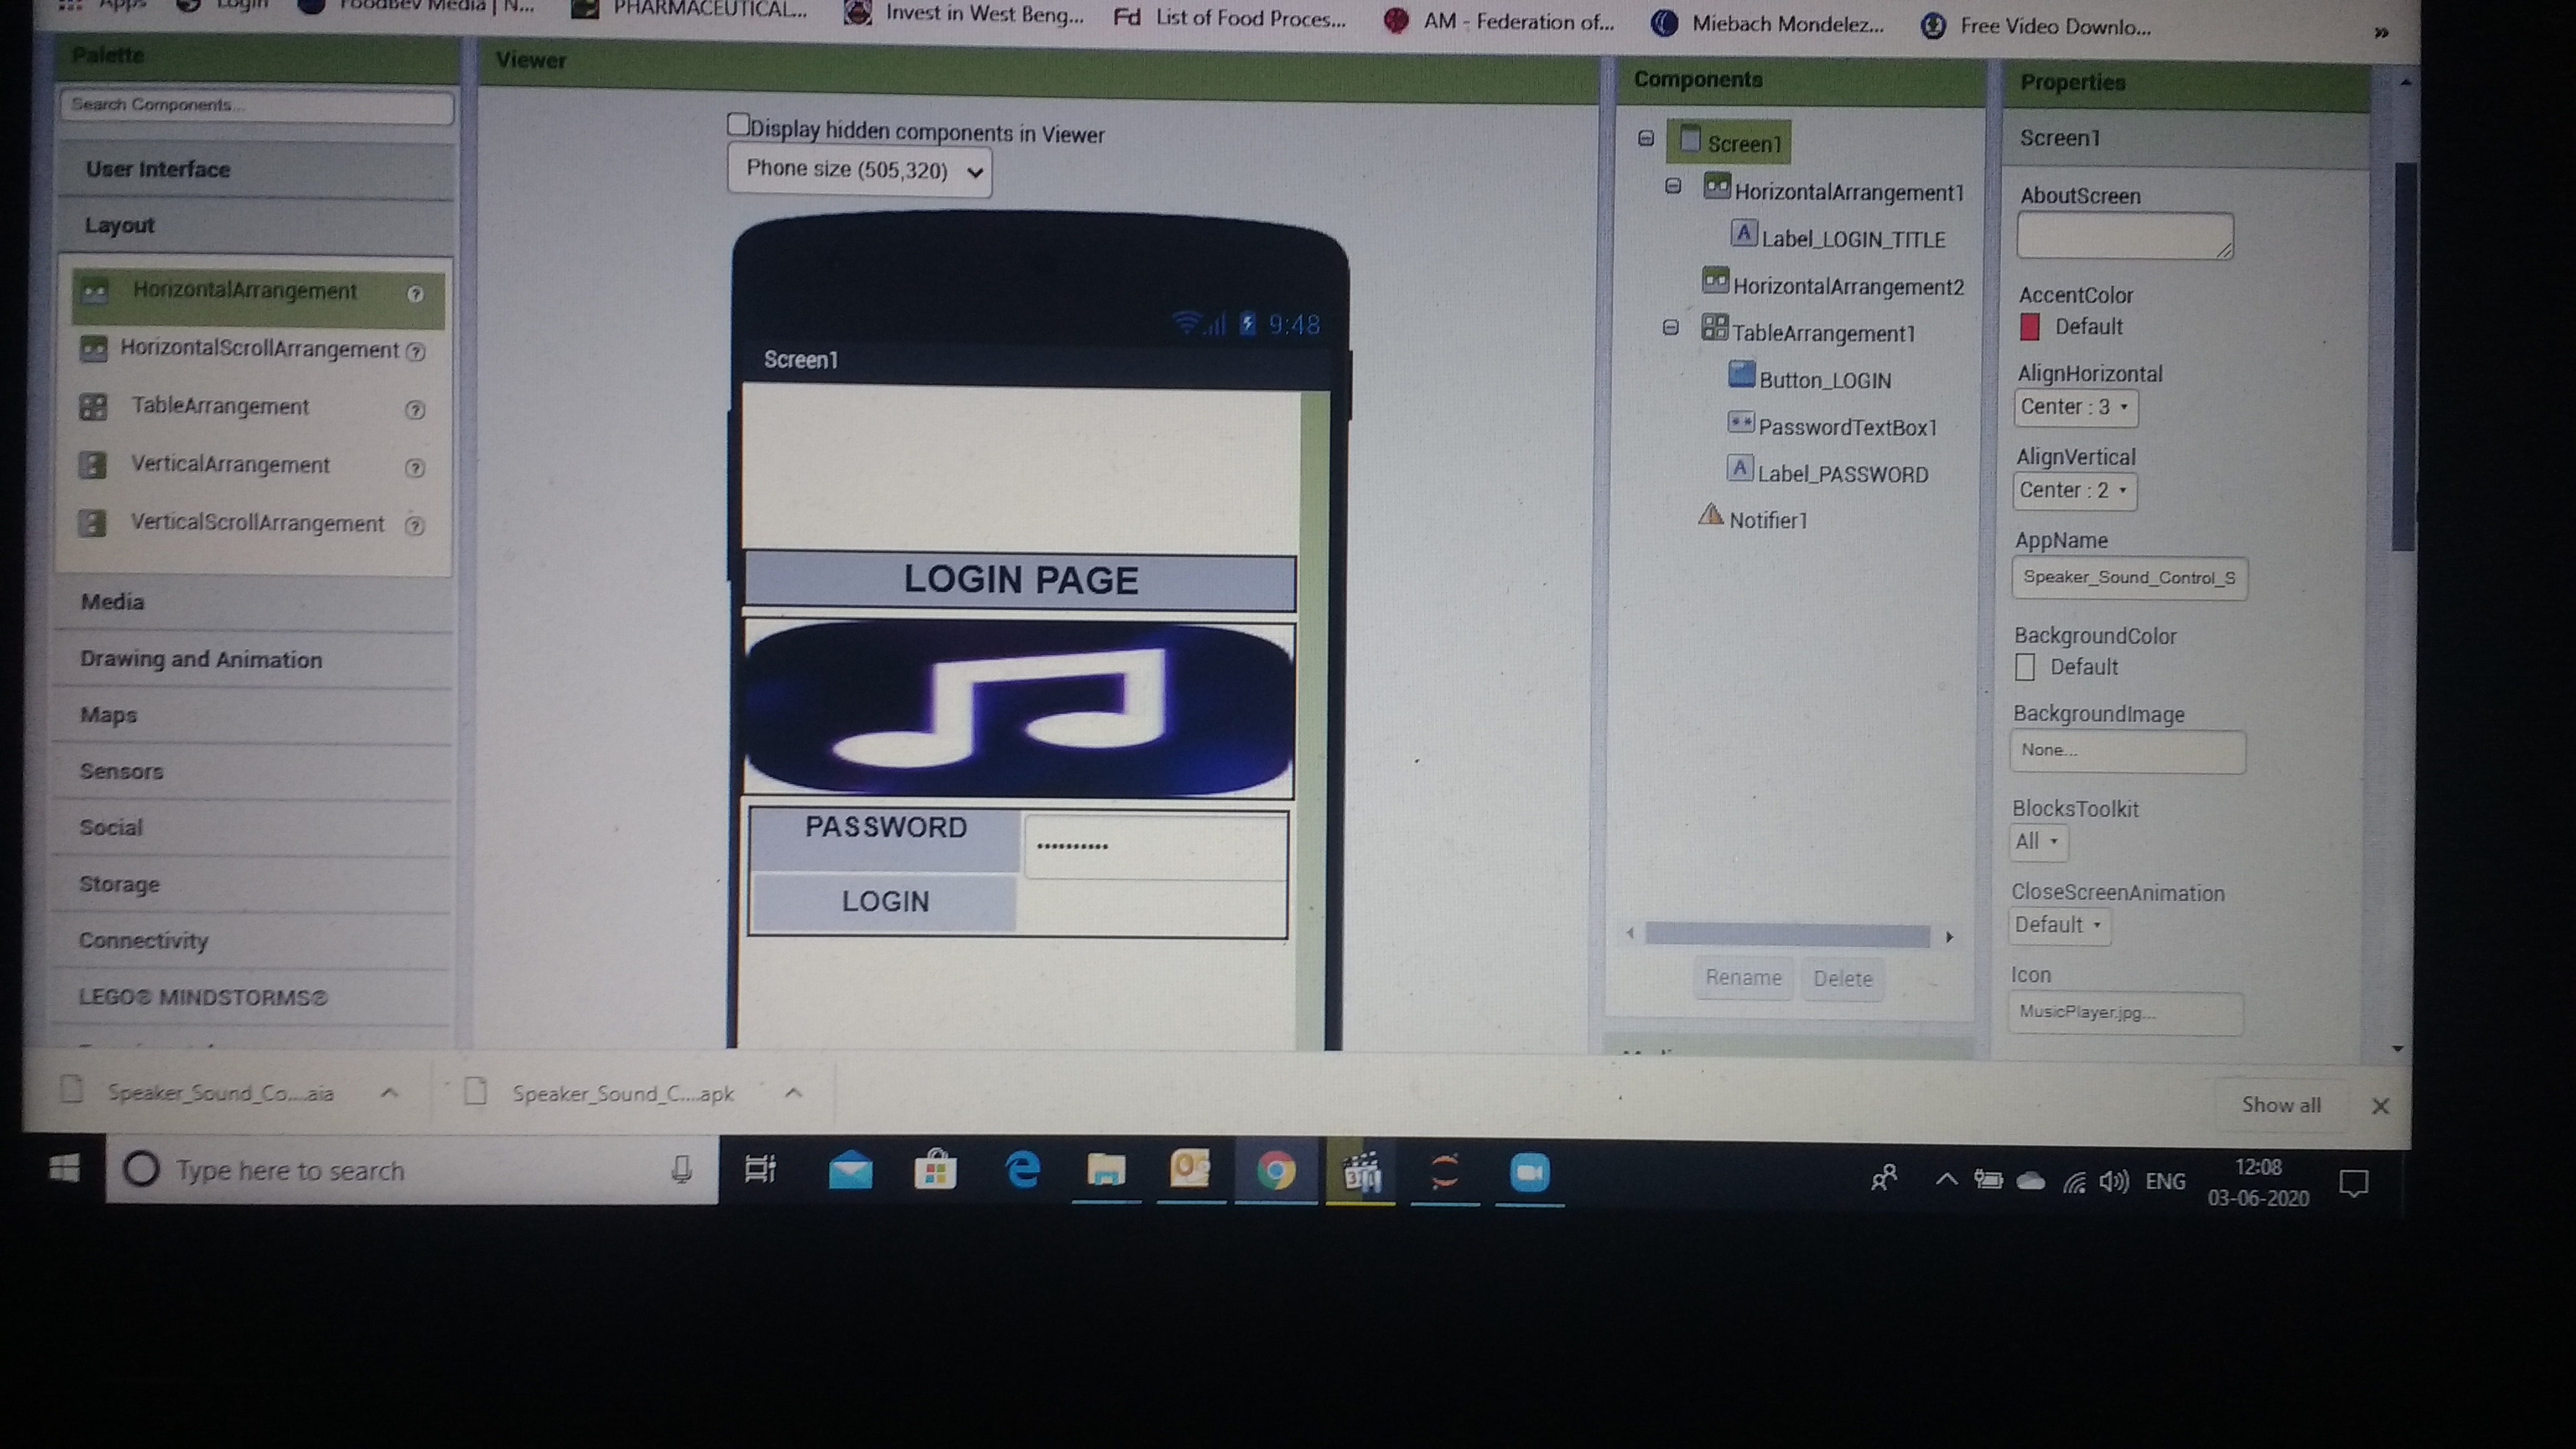 Apps Login FoodBev Media | N... PHARMACEUTICAL... Invest in West Beng... Fd List of Food Proces... AM - Federation of... Miebach Mondelez... Free Video Downlo... »
Palette
Search Components...
User Interface
Layout
HorizontalArrangement ?
HorizontalScrollArrangement ?
TableArrangement ?
VerticalArrangement ?
VerticalScrollArrangement ?
Media
Drawing and Animation
Maps
Sensors
Social
Storage
Connectivity
LEGO® MINDSTORMS®
Viewer
Display hidden components in Viewer
Phone size (505,320)
9:48
Screen1
LOGIN PAGE
PASSWORD ••••••••••
LOGIN
Components
Screen1
HorizontalArrangement1
A Label_LOGIN_TITLE
HorizontalArrangement2
TableArrangement1
Button_LOGIN
PasswordTextBox1
A Label_PASSWORD
Notifier1
Rename Delete
Properties
Screen1
AboutScreen
AccentColor
Default
AlignHorizontal
Center : 3
AlignVertical
Center : 2
AppName
Speaker_Sound_Control_S
BackgroundColor
Default
BackgroundImage
None...
BlocksToolkit
All
CloseScreenAnimation
Default
Icon
MusicPlayer.jpg...
Speaker_Sound_Co....aia Speaker_Sound_C....apk Show all
Type here to search ENG 12:08
03-06-2020